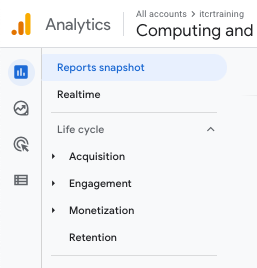 All accounts > itcrtraining
Analytics
Computing and
Reports snapshot
Realtime
Life cycle
Acquisition
Engagement
Monetization
Retention